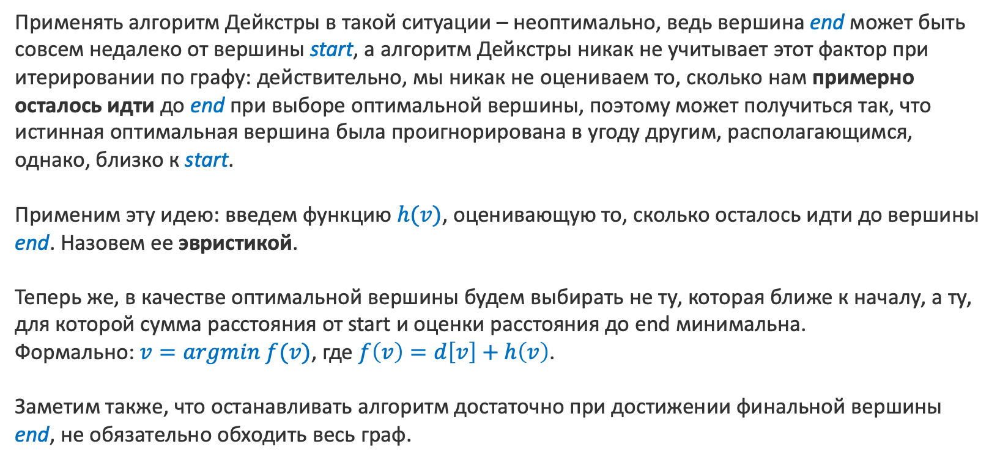 Применять алгоритм Дейкстры в такой ситуации – неоптимально, ведь вершина end может быть
совсем недалеко от вершины start, а алгоритм Дейкстры никак не учитывает этот фактор при
итерировании по графу: действительно, мы никак не оцениваем то, сколько нам примерно
осталось идти до end при выборе оптимальной вершины, поэтому может получиться так, что
истинная оптимальная вершина была проигнорирована в угоду другим, располагающимся,
однако, близко к start.
Применим эту идею: введем функцию h(v), оценивающую то, сколько осталось идти до вершины
end. Назовем ее эвристикой.
Теперь же, в качестве оптимальной вершины будем выбирать не ту, которая ближе к началу, а ту,
для которой сумма расстояния от start и оценки расстояния до end минимальна.
Формально: v = argmin f(v), где f(v) = d[v] + h(v).
Заметим также, что останавливать алгоритм достаточно при достижении финальной вершины
end, не обязательно обходить весь граф.